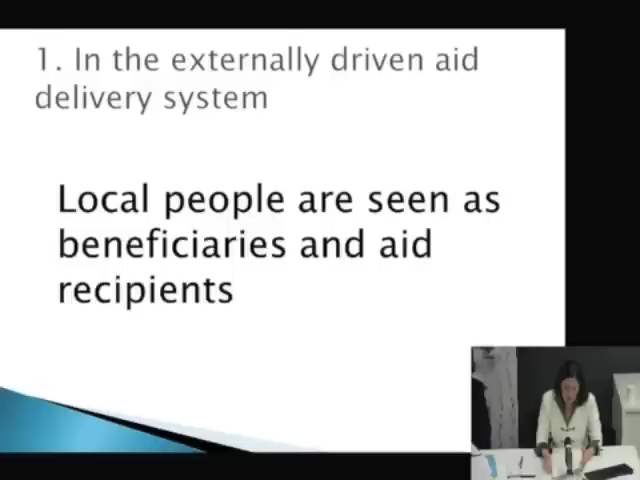 1. In the externally driven aid
delivery system
Local people are seen as
beneficiaries and aid
recipients